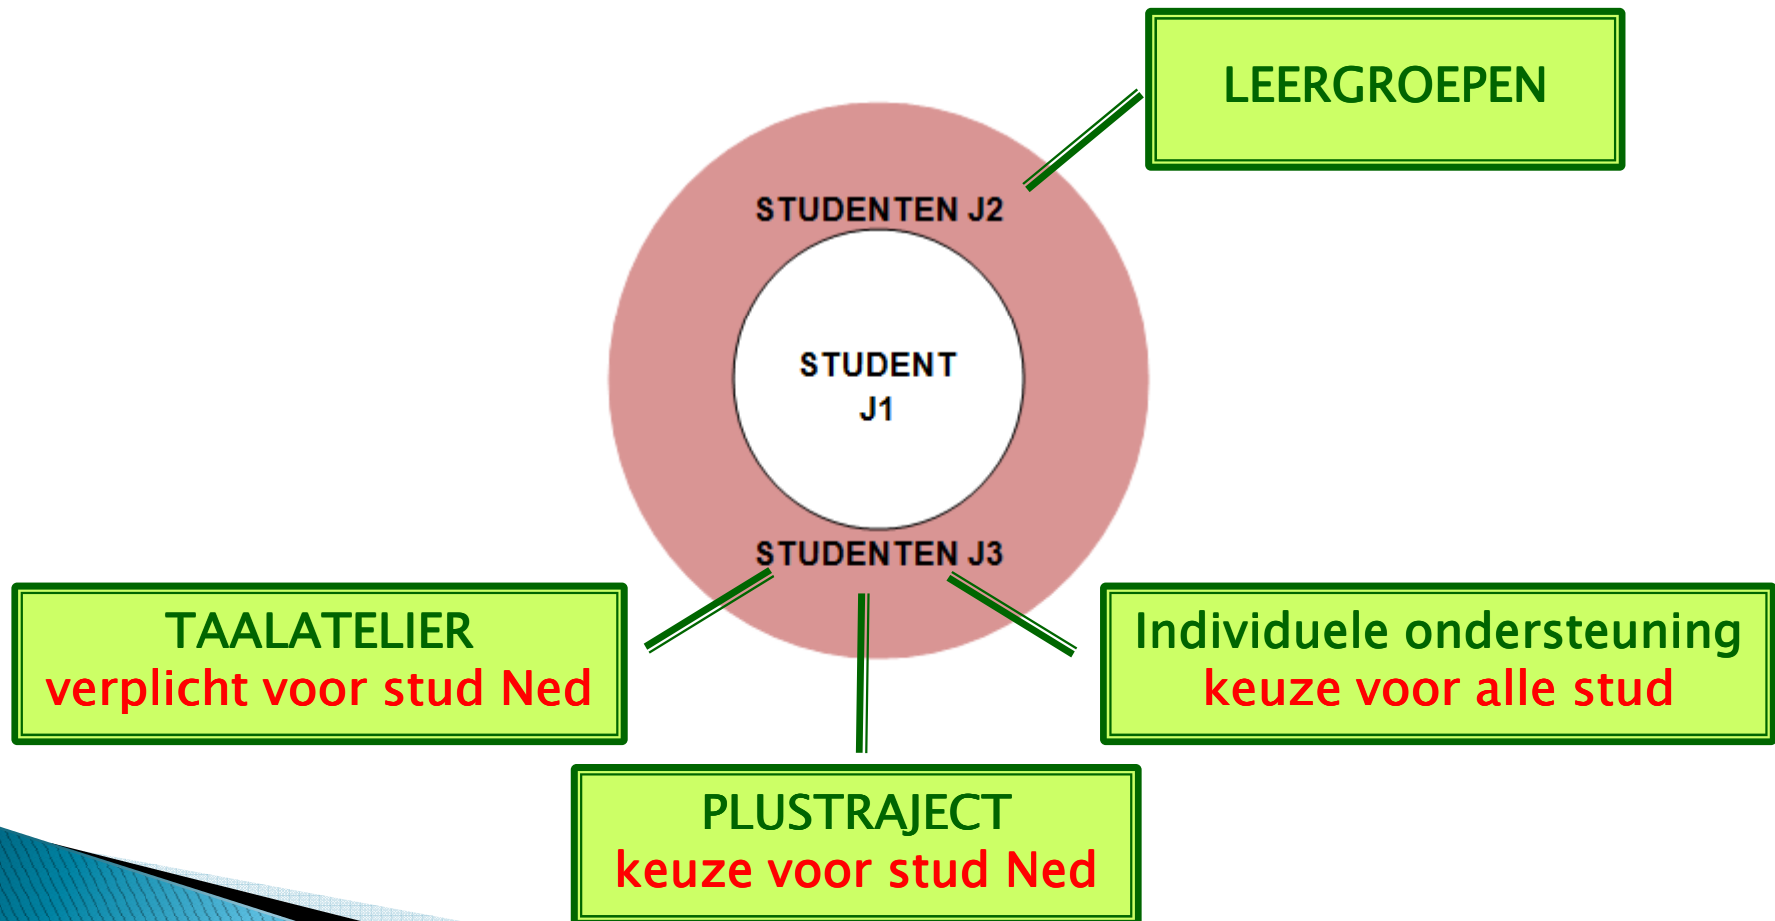 LEERGROEPEN
STUDENTEN J2
STUDENT
J1
STUDENTEN J3
TAALATELIER
verplicht voor stud Ned
Individuele ondersteuning
keuze voor alle stud
PLUSTRAJECT
keuze voor stud Ned